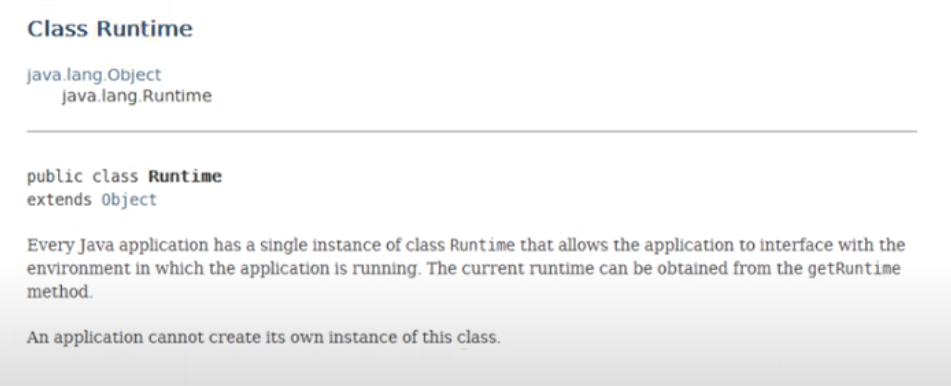 Class Runtime
java.lang.Object
java.lang.Runtime
public class Runtime
extends Object
Every Java application has a single instance of class Runtime that allows the application to interface with the
environment in which the application is running. The current runtime can be obtained from the getRuntime
method.
An application cannot create its own instance of this class.